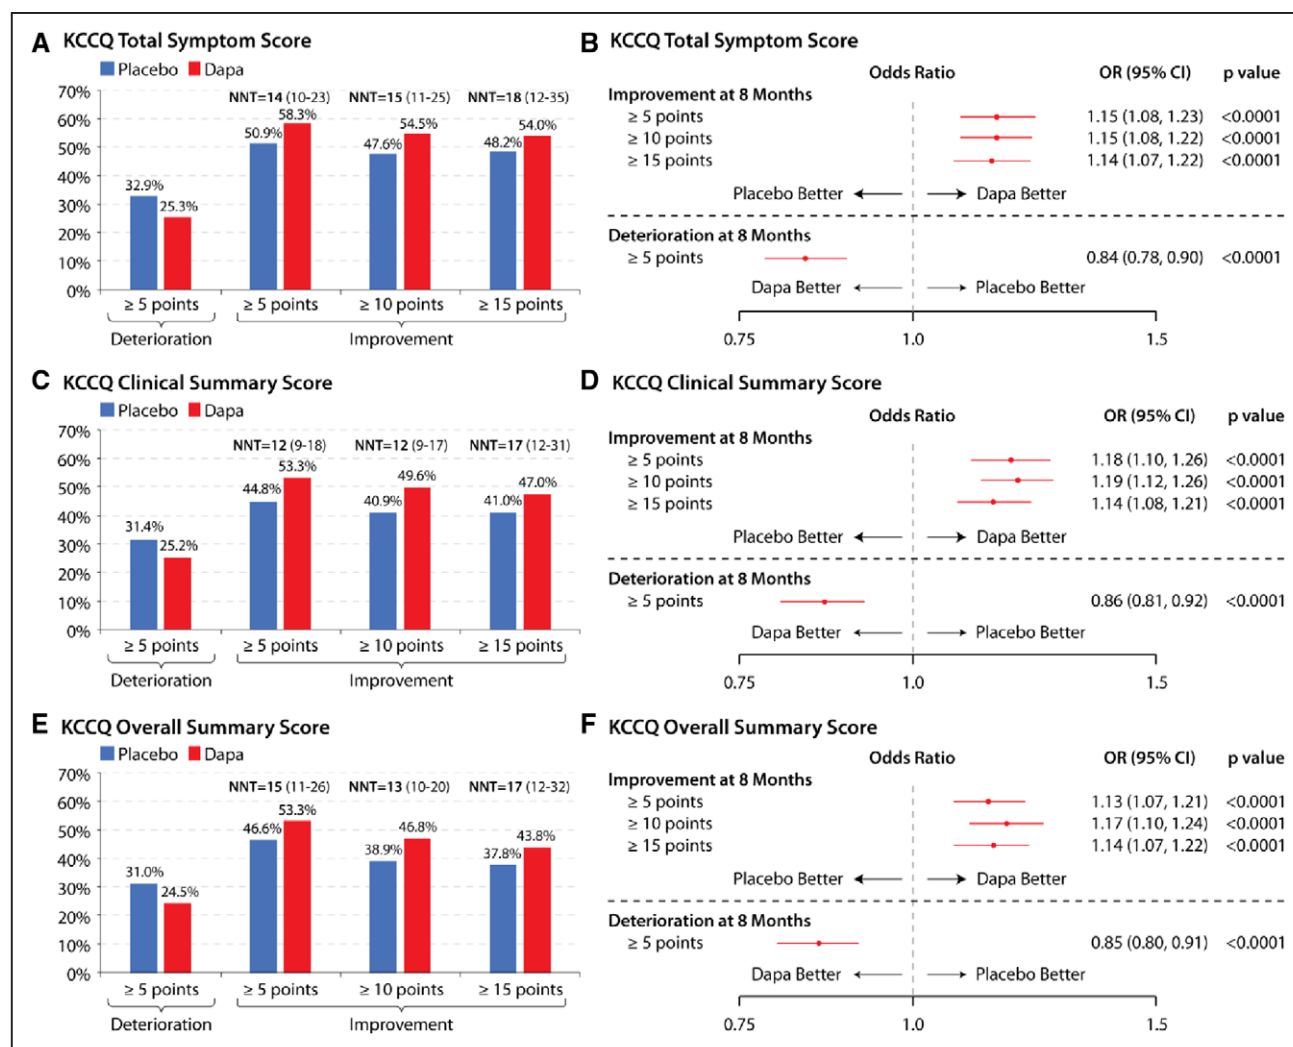 A KCCQ Total Symptom Score
Placebo Dapa
70%
60%
50%
40%
30%
20%
10%
0%
NNT=14 (10-23) NNT=15 (11-25) NNT=18 (12-35)
32.9% 25.3% 50.9% 58.3% 47.6% 54.5% 48.2% 54.0%
≥ 5 points ≥ 5 points ≥ 10 points ≥ 15 points
Deterioration Improvement
B KCCQ Total Symptom Score
Odds Ratio OR (95% CI) p value
Improvement at 8 Months
≥ 5 points 1.15 (1.08, 1.23) <0.0001
≥ 10 points 1.15 (1.08, 1.22) <0.0001
≥ 15 points 1.14 (1.07, 1.22) <0.0001
Placebo Better Dapa Better
Deterioration at 8 Months
≥ 5 points 0.84 (0.78, 0.90) <0.0001
Dapa Better Placebo Better
0.75 1.0 1.5
C KCCQ Clinical Summary Score
Placebo Dapa
70%
60%
50%
40%
30%
20%
10%
0%
NNT=12 (9-18) NNT=12 (9-17) NNT=17 (12-31)
31.4% 25.2% 44.8% 53.3% 40.9% 49.6% 41.0% 47.0%
≥ 5 points ≥ 5 points ≥ 10 points ≥ 15 points
Deterioration Improvement
D KCCQ Clinical Summary Score
Odds Ratio OR (95% CI) p value
Improvement at 8 Months
≥ 5 points 1.18 (1.10, 1.26) <0.0001
≥ 10 points 1.19 (1.12, 1.26) <0.0001
≥ 15 points 1.14 (1.08, 1.21) <0.0001
Placebo Better Dapa Better
Deterioration at 8 Months
≥ 5 points 0.86 (0.81, 0.92) <0.0001
Dapa Better Placebo Better
0.75 1.0 1.5
E KCCQ Overall Summary Score
Placebo Dapa
70%
60%
50%
40%
30%
20%
10%
0%
NNT=15 (11-26) NNT=13 (10-20) NNT=17 (12-32)
31.0% 24.5% 46.6% 53.3% 38.9% 46.8% 37.8% 43.8%
≥ 5 points ≥ 5 points ≥ 10 points ≥ 15 points
Deterioration Improvement
F KCCQ Overall Summary Score
Odds Ratio OR (95% CI) p value
Improvement at 8 Months
≥ 5 points 1.13 (1.07, 1.21) <0.0001
≥ 10 points 1.17 (1.10, 1.24) <0.0001
≥ 15 points 1.14 (1.07, 1.22) <0.0001
Placebo Better Dapa Better
Deterioration at 8 Months
≥ 5 points 0.85 (0.80, 0.91) <0.0001
Dapa Better Placebo Better
0.75 1.0 1.5